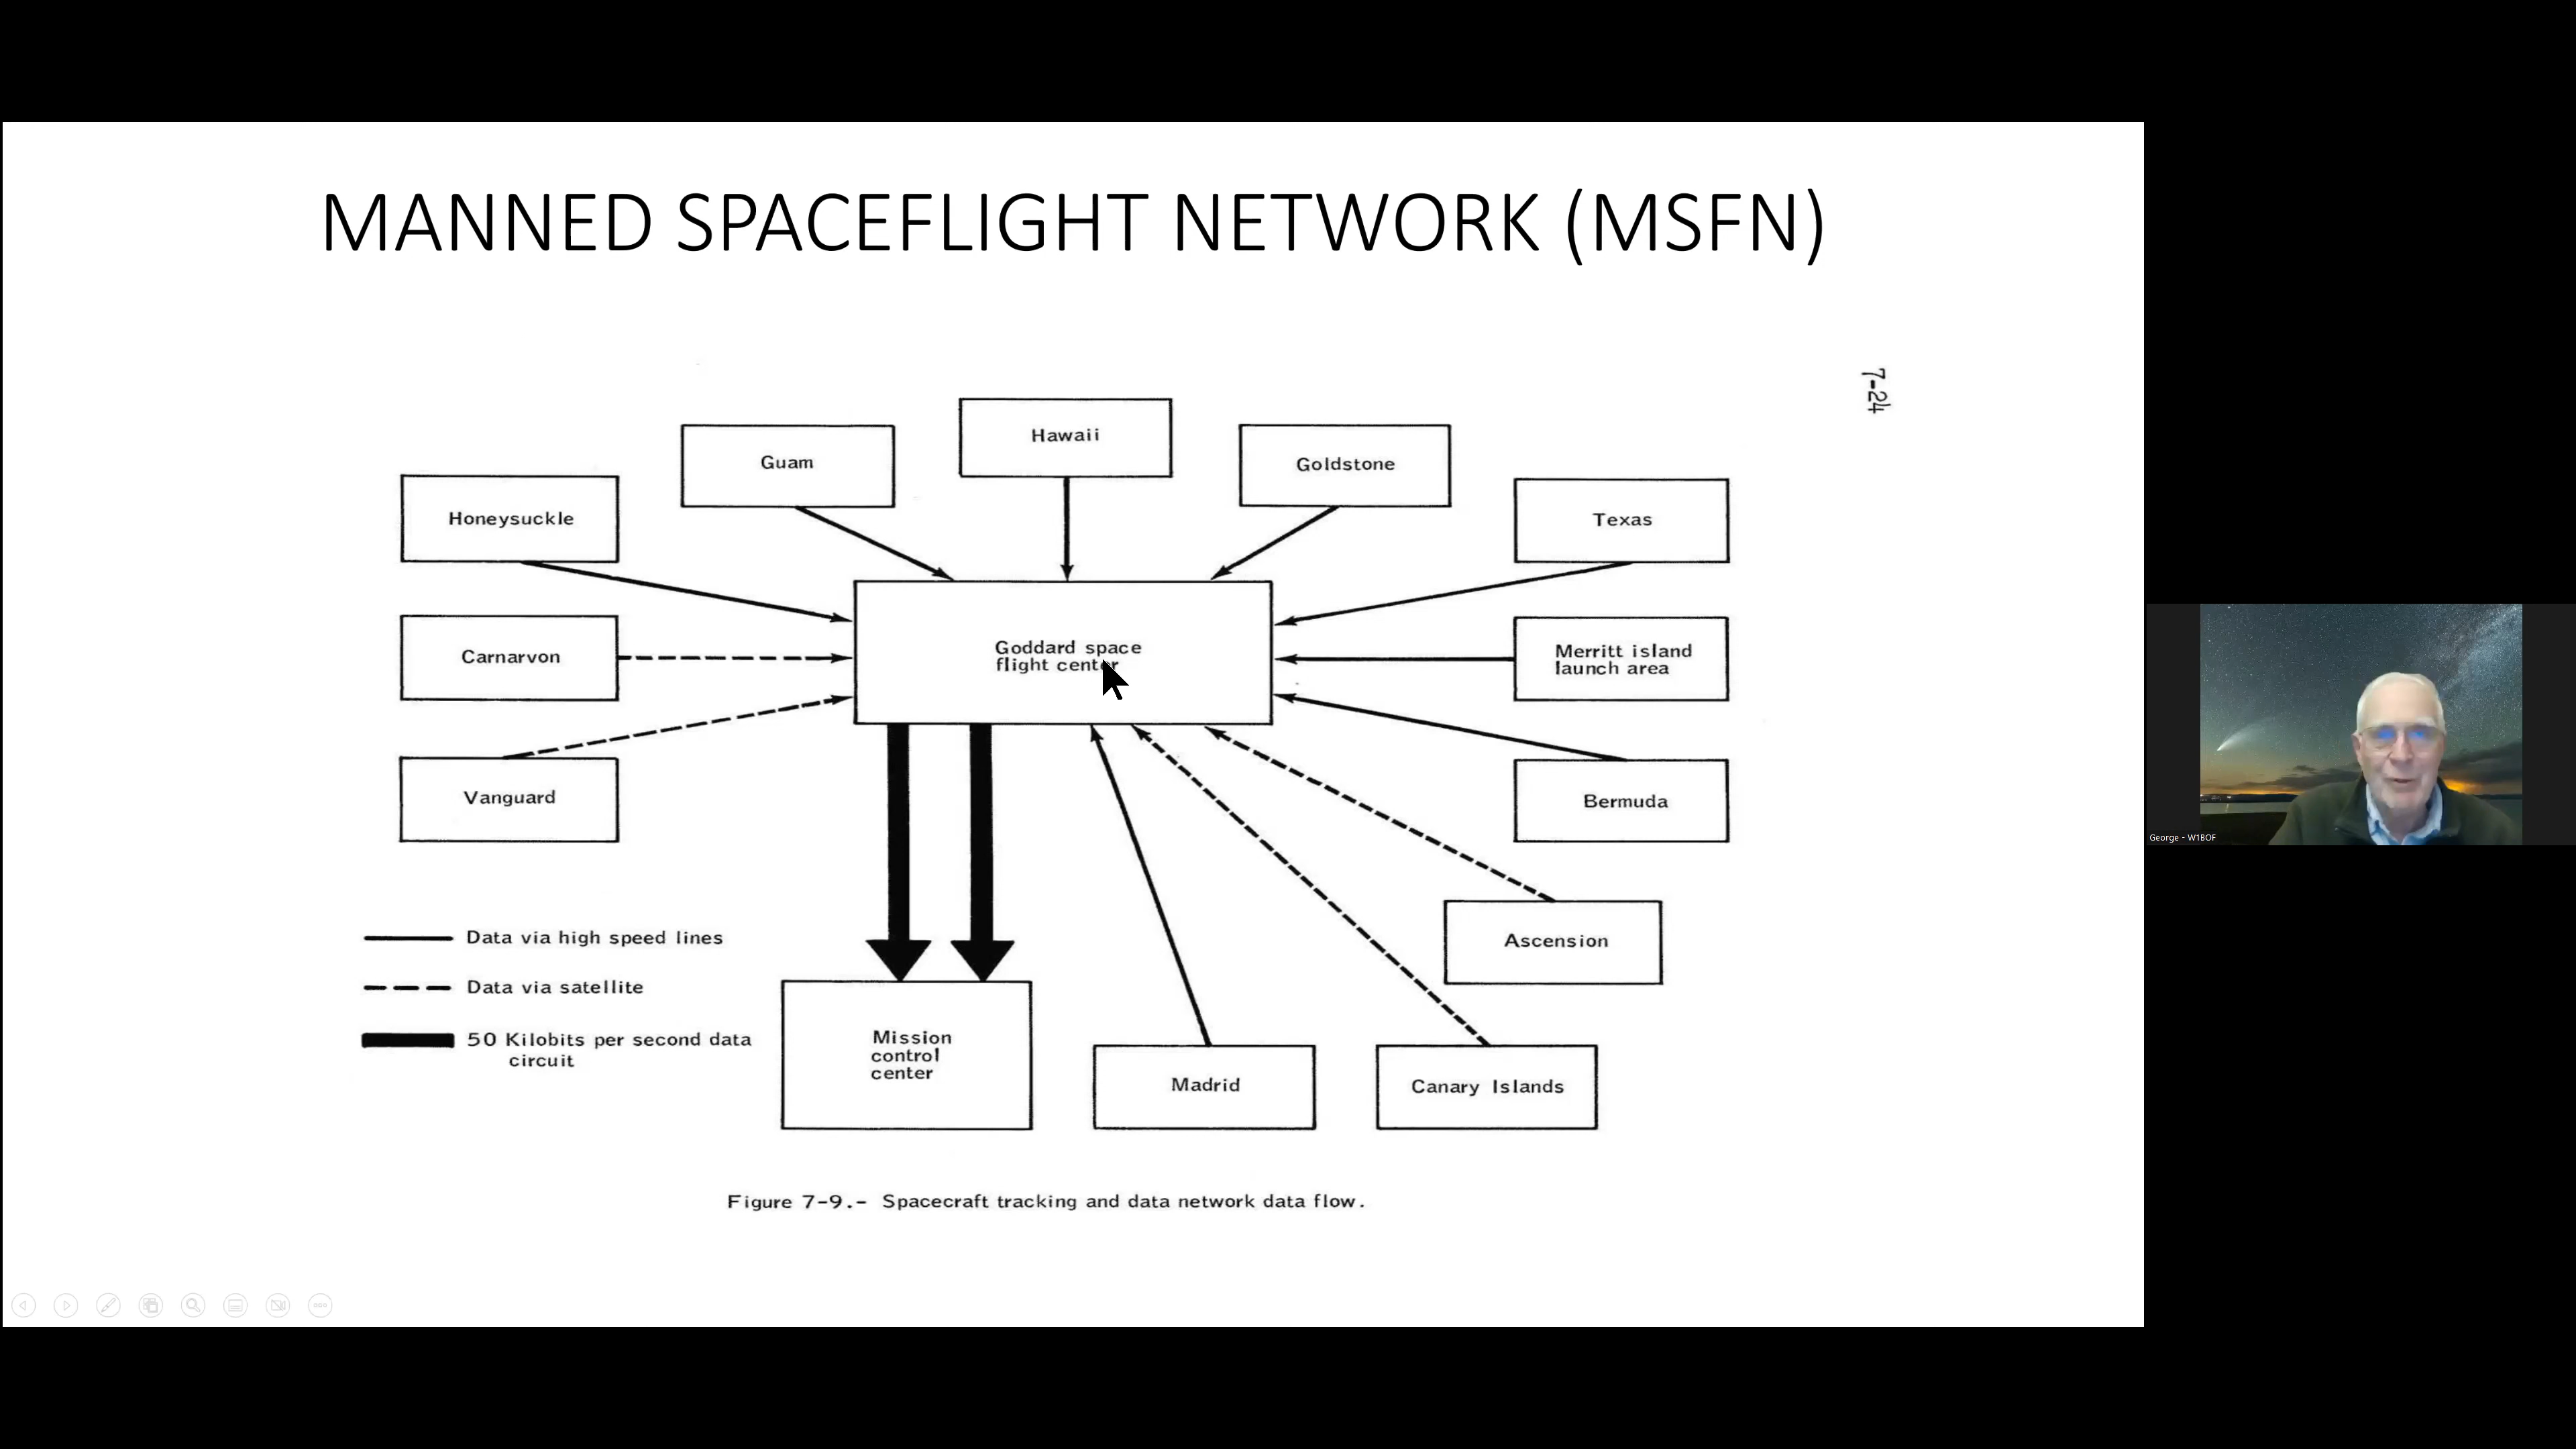 MANNED SPACEFLIGHT NETWORK (MSFN)
7-24
Hawaii
Guam
Goldstone
Honeysuckle
Texas
Goddard space
flight center
Carnarvon
Merritt island
launch area
Vanguard
Bermuda
Data via high speed lines
Ascension
Data via satellite
50 Kilobits per second data
circuit
Mission
control
center
Madrid
Canary Islands
Figure 7-9.- Spacecraft tracking and data network data flow.
George - W1BOF